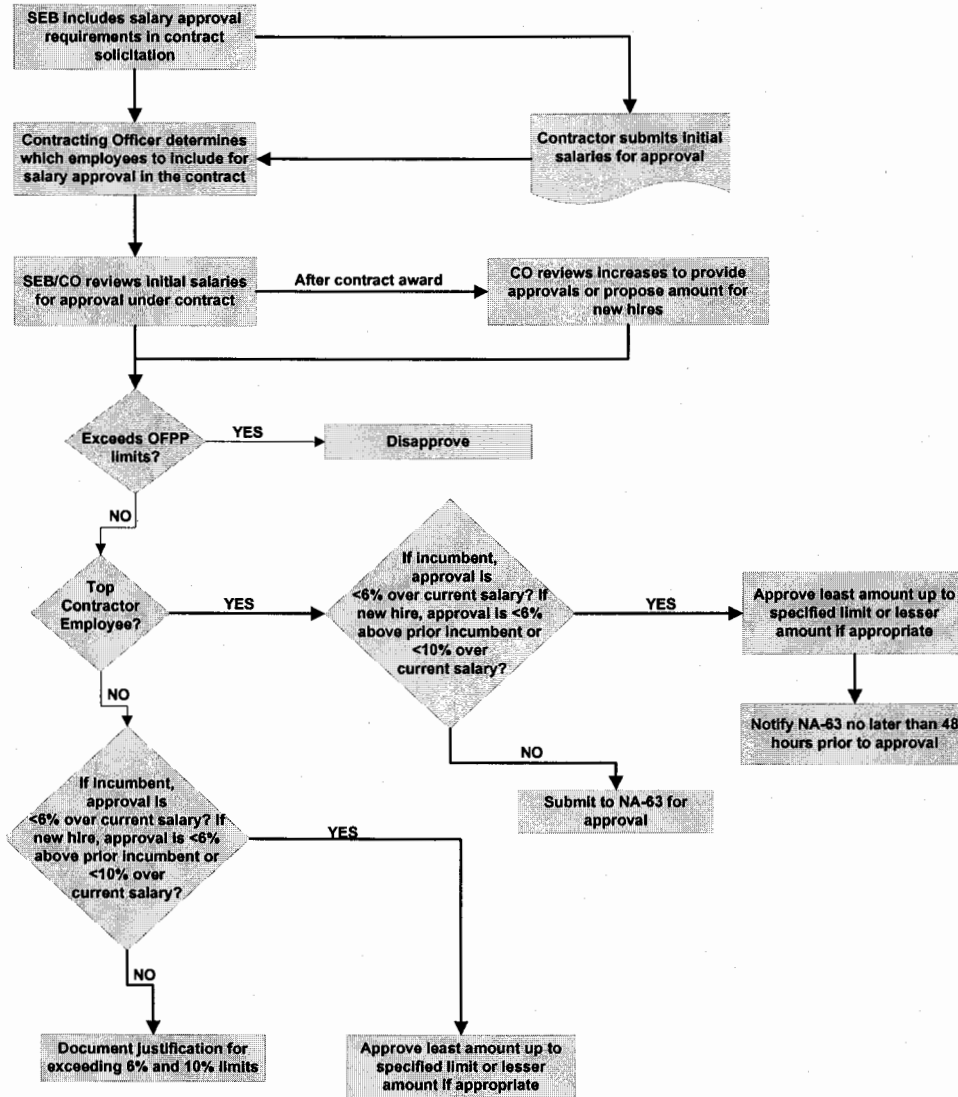 SEB includes salary approval
requirements in contract
solicitation
Contracting Officer determines
which employees to include for
salary approval in the contract
Contractor submits initial
salaries for approval
SEB/CO reviews initial salaries
for approval under contract
After contract award
CO reviews increases to provide
approvals or propose amount for
new hires
Exceeds OFPP
limits?
YES
Disapprove
NO
Top
Contractor
Employee?
YES
If incumbent,
approval is
<6% over current salary? If
new hire, approval is <6%
above prior incumbent or
<10% over
current salary?
YES
Approve least amount up to
specified limit or lesser
amount if appropriate
Notify NA-63 no later than 48
hours prior to approval
NO
Submit to NA-63 for
approval
NO
If incumbent,
approval is
<6% over current salary? If
new hire, approval is <6%
above prior incumbent or
<10% over
current salary?
YES
NO
Document justification for
exceeding 6% and 10% limits
Approve least amount up to
specified limit or lesser
amount if appropriate